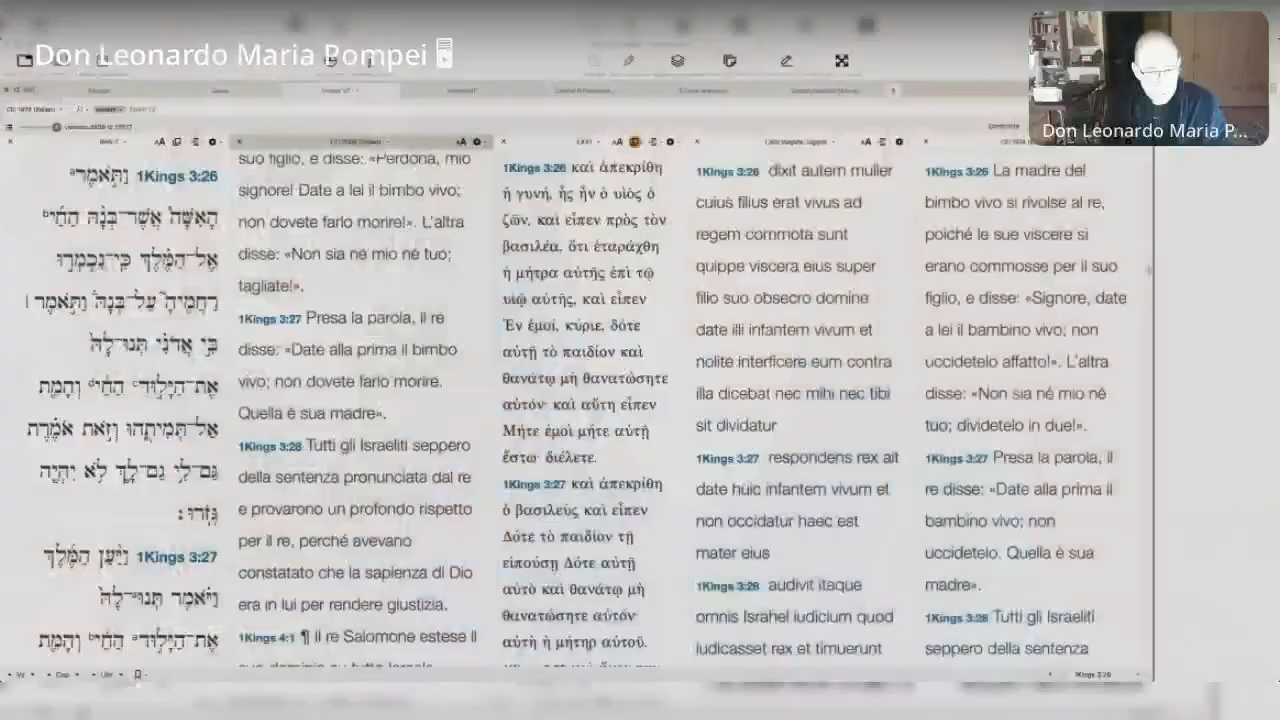 Don Leonardo Maria Pompei
Don Leonardo Maria P...
1Kings 3:26 וַתֹּאמֶר
הָאִשָּׁה אֲשֶׁר־בְּנָהּ הַחַי
אֶל־הַמֶּלֶךְ כִּי־נִכְמְרוּ
רַחֲמֶיהָ עַל־בְּנָהּ וַתֹּאמֶר ׀
בִּי אֲדֹנִי תְּנוּ־לָהּ
אֶת־הַיָּלוּד הַחַי וְהָמֵת
אַל־תְּמִיתֻהוּ וְזֹאת אֹמֶרֶת
גַּם־לִי גַם־לָךְ לֹא יִהְיֶה
גְּזֹרוּ׃
1Kings 3:27 וַיַּעַן הַמֶּלֶךְ
וַיֹּאמֶר תְּנוּ־לָהּ
אֶת־הַיָּלוּד הַחַי וְהָמֵת
suo figlio, e disse: «Perdona, mio
signore! Date a lei il bimbo vivo;
non dovete farlo morire!». L'altra
disse: «Non sia né mio né tuo;
tagliate!».
1Kings 3:27 Presa la parola, il re
disse: «Date alla prima il bimbo
vivo; non dovete farlo morire.
Quella è sua madre».
1Kings 3:28 Tutti gli Israeliti seppero
della sentenza pronunciata dal re
e provarono un profondo rispetto
per il re, perché avevano
constatato che la sapienza di Dio
era in lui per rendere giustizia.
1Kings 4:1 ¶ Il re Salomone estese il
1Kings 3:26 καὶ ἀπεκρίθη
ἡ γυνή, ἧς ἦν ὁ υἱὸς ὁ
ζῶν, καὶ εἶπεν πρὸς τὸν
βασιλέα, ὅτι ἐταράχθη
ἡ μήτρα αὐτῆς ἐπὶ τῷ
υἱῷ αὐτῆς, καὶ εἶπεν
Ἐν ἐμοί, κύριε, δότε
αὐτῇ τὸ παιδίον καὶ
θανάτῳ μὴ θανατώσητε
αὐτόν· καὶ αὕτη εἶπεν
Μήτε ἐμοὶ μήτε αὐτῇ
ἔστω· διέλετε.
1Kings 3:27 καὶ ἀπεκρίθη
ὁ βασιλεὺς καὶ εἶπεν
Δότε τὸ παιδίον τῇ
εἰπούσῃ Δότε αὐτῇ
αὐτὸ καὶ θανάτῳ μὴ
θανατώσητε αὐτόν·
αὐτὴ ἡ μήτηρ αὐτοῦ.
1Kings 3:26 dixit autem mulier
cuius filius erat vivus ad
regem commota sunt
quippe viscera eius super
filio suo obsecro domine
date illi infantem vivum et
nolite interficere eum contra
illa dicebat nec mihi nec tibi
sit dividatur
1Kings 3:27 respondens rex ait
date huic infantem vivum et
non occidatur haec est
mater eius
1Kings 3:28 audivit itaque
omnis Israhel iudicium quod
iudicasset rex et timuerunt
1Kings 3:26 La madre del
bimbo vivo si rivolse al re,
poiché le sue viscere si
erano commosse per il suo
figlio, e disse: «Signore, date
a lei il bambino vivo; non
uccidetelo affatto!». L'altra
disse: «Non sia né mio né
tuo; dividetelo in due!».
1Kings 3:27 Presa la parola, il
re disse: «Date alla prima il
bambino vivo; non
uccidetelo. Quella è sua
madre».
1Kings 3:28 Tutti gli Israeliti
seppero della sentenza
1Kings 3:26